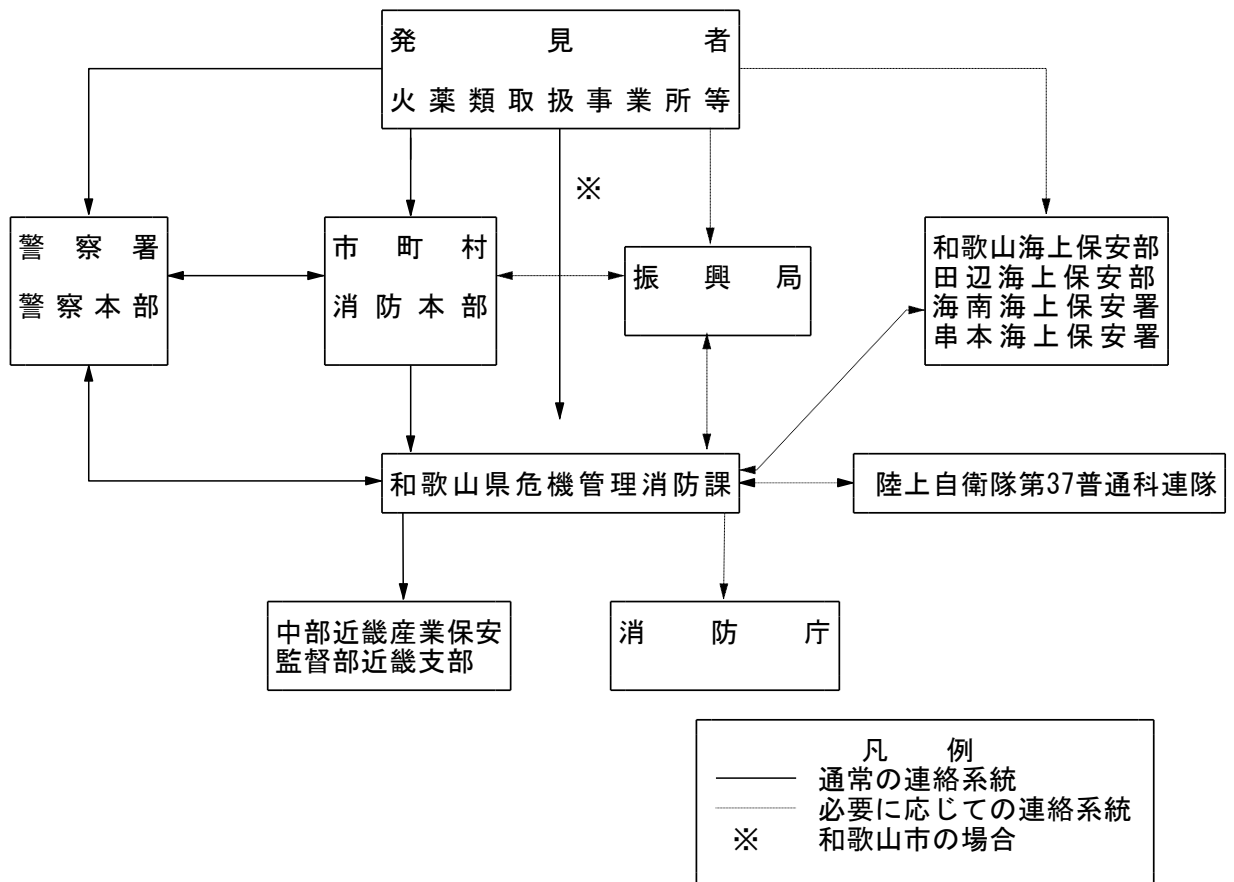 発見者
火薬類取扱事業所等
※
警察署
警察本部
市町村
消防本部
振興局
和歌山海上保安部
田辺海上保安部
海南海上保安署
串本海上保安署
和歌山県危機管理消防課
陸上自衛隊第37普通科連隊
中部近畿産業保安
監督部近畿支部
消防庁
凡例
通常の連絡系統
必要に応じての連絡系統
※ 和歌山市の場合